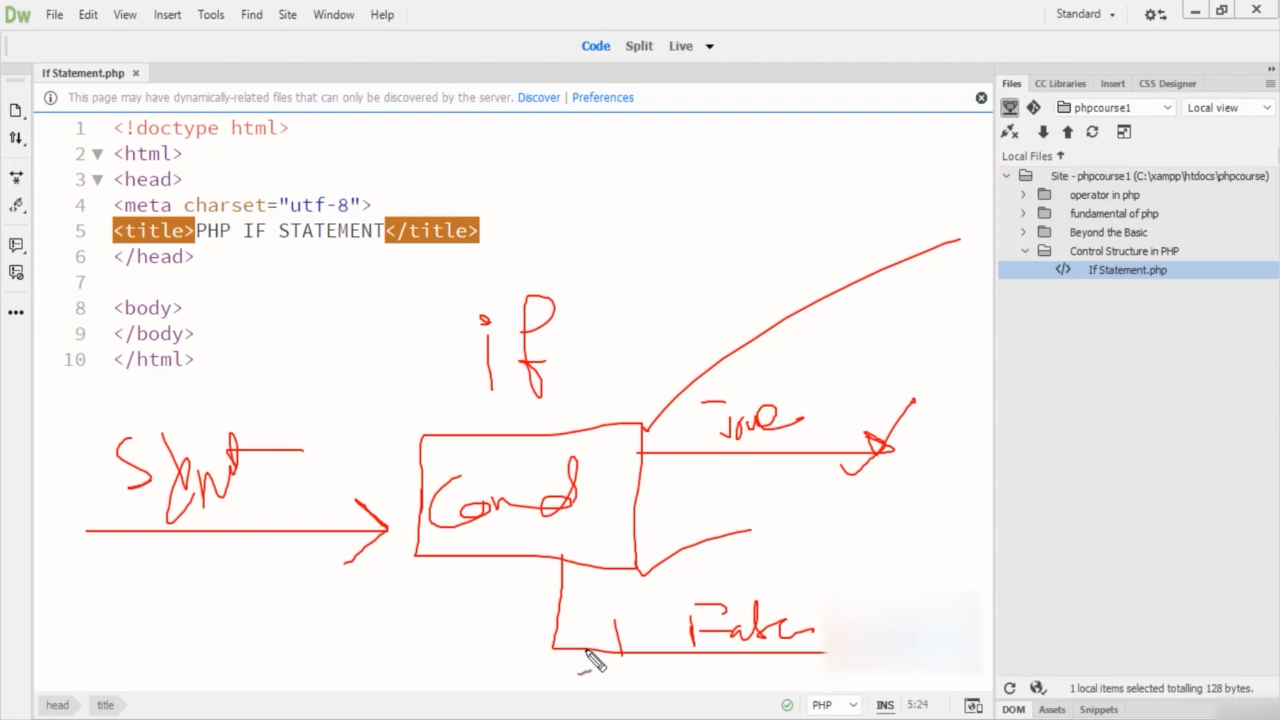 Dw File Edit View Insert Tools Find Site Window Help Standard
Code Split Live
If Statement.php
This page may have dynamically-related files that can only be discovered by the server. Discover | Preferences
1 <!doctype html>
2 <html>
3 <head>
4 <meta charset="utf-8">
5 <title>PHP IF STATEMENT</title>
6 </head>
7
8 <body>
9 </body>
10 </html>
if
True
Cond
False
head title PHP INS 5:24
Files CC Libraries Insert CSS Designer
phpcourse1 Local view
Local Files
Site - phpcourse1 (C:\xampp\htdocs\phpcourse)
operator in php
fundamental of php
Beyond the Basic
Control Structure in PHP
If Statement.php
1 local items selected totalling 128 bytes.
DOM Assets Snippets